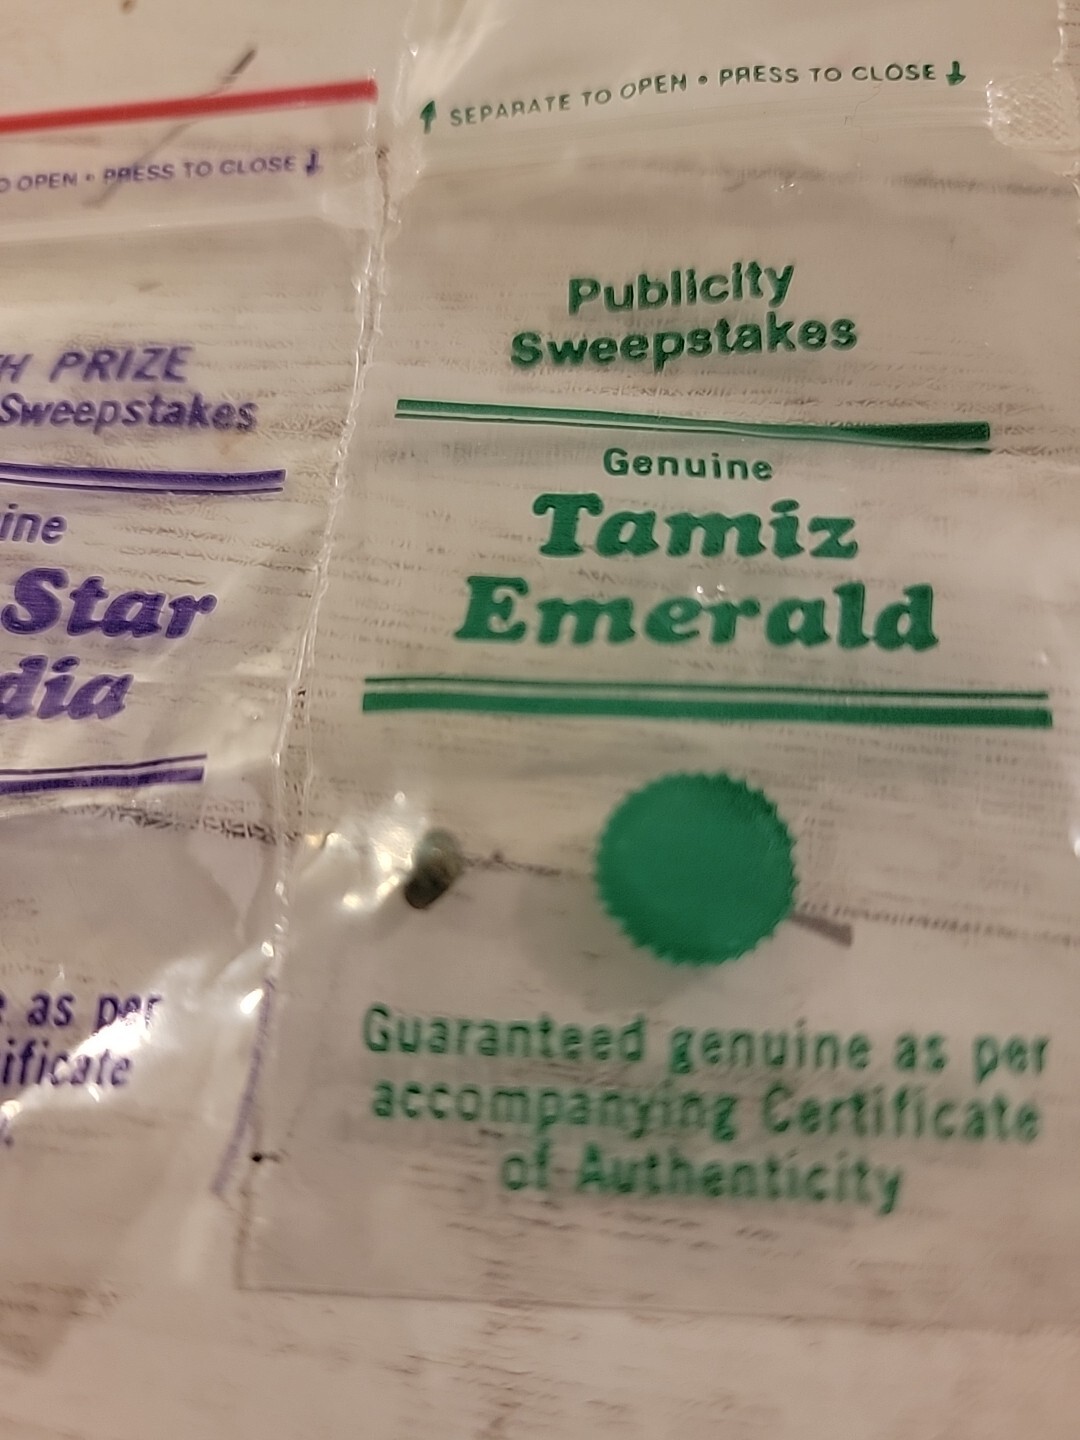 O OPEN • PRESS TO CLOSE
H PRIZE
Sweepstakes
ine
Star
dia
as per
ificate
SEPARATE TO OPEN • PRESS TO CLOSE
Publicity
Sweepstakes
Genuine
Tamiz
Emerald
Guaranteed genuine as per
accompanying Certificate
of Authenticity